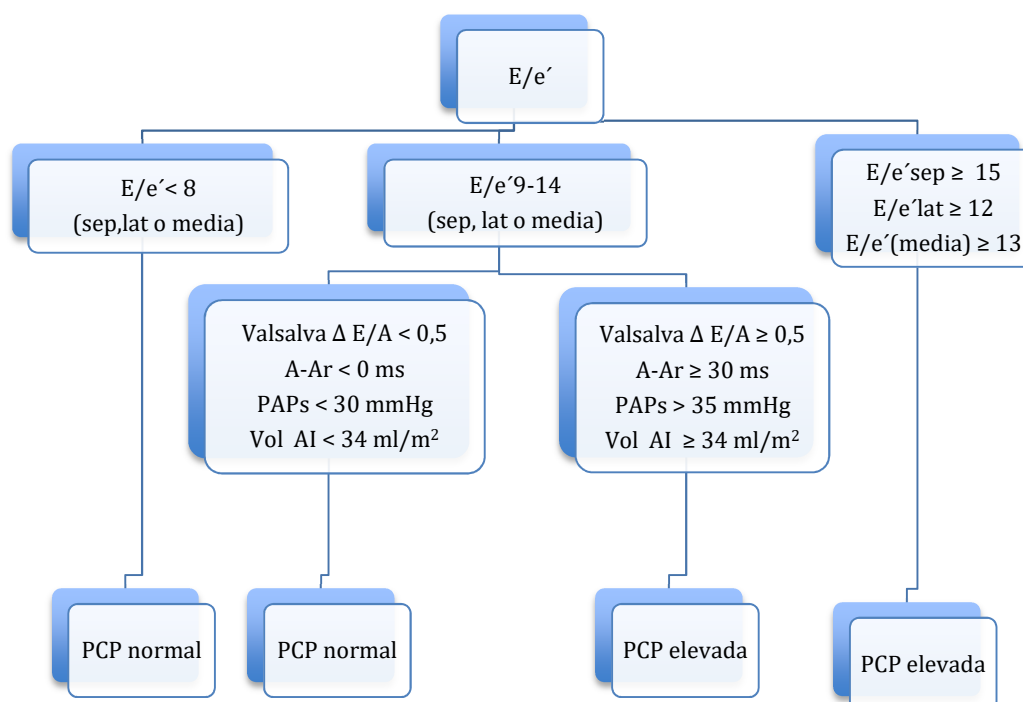 E/e´
E/e´< 8
(sep,lat o media)
E/e´9-14
(sep, lat o media)
E/e´sep ≥ 15
E/e´lat ≥ 12
E/e´(media) ≥ 13
Valsalva Δ E/A < 0,5
A-Ar < 0 ms
PAPs < 30 mmHg
Vol AI < 34 ml/m²
Valsalva Δ E/A ≥ 0,5
A-Ar ≥ 30 ms
PAPs > 35 mmHg
Vol AI ≥ 34 ml/m²
PCP normal
PCP normal
PCP elevada
PCP elevada